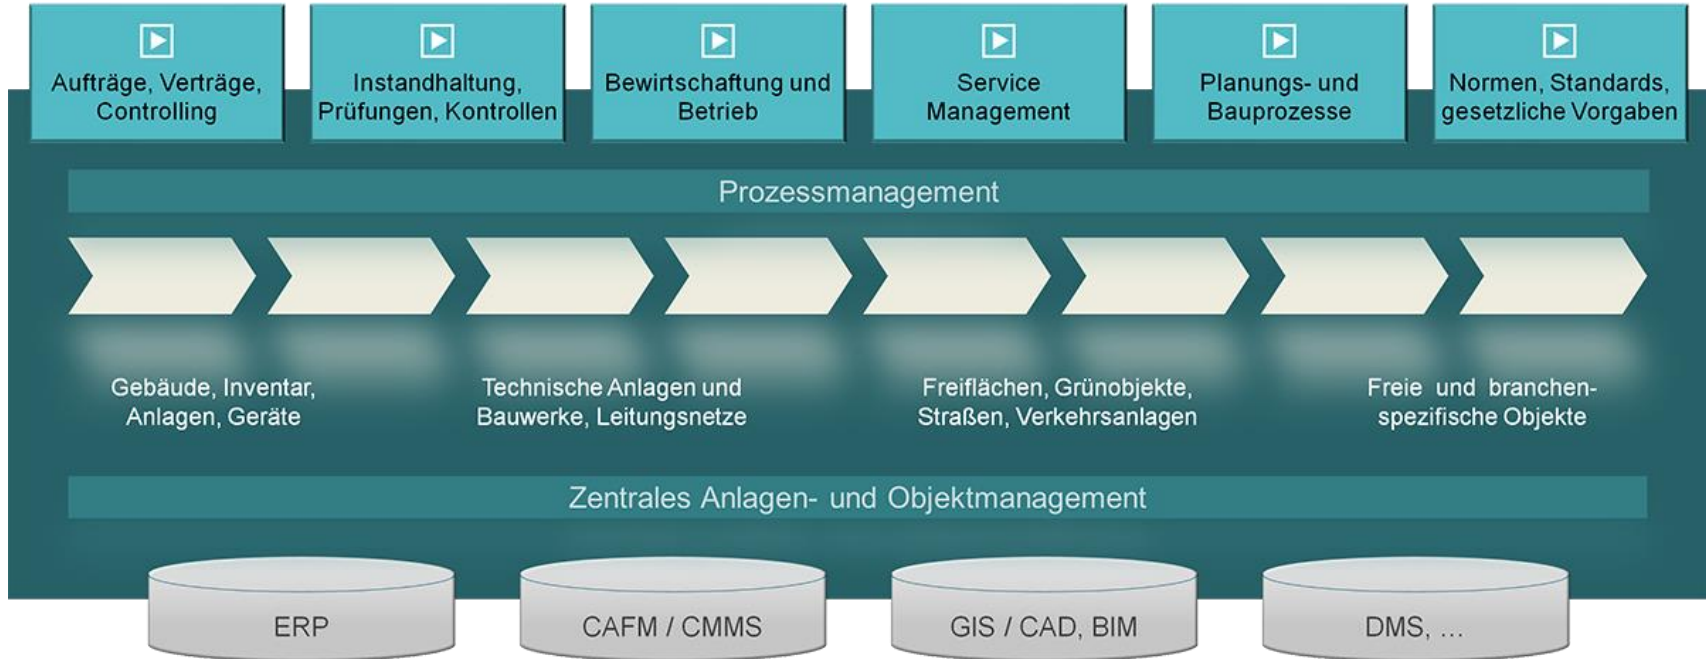 Aufträge, Verträge,
Controlling
Instandhaltung,
Prüfungen, Kontrollen
Bewirtschaftung und
Betrieb
Service
Management
Planungs- und
Bauprozesse
Normen, Standards,
gesetzliche Vorgaben
Prozessmanagement
Gebäude, Inventar,
Anlagen, Geräte
Technische Anlagen und
Bauwerke, Leitungsnetze
Freiflächen, Grünobjekte,
Straßen, Verkehrsanlagen
Freie und branchen-
spezifische Objekte
Zentrales Anlagen- und Objektmanagement
ERP
CAFM / CMMS
GIS / CAD, BIM
DMS, ...